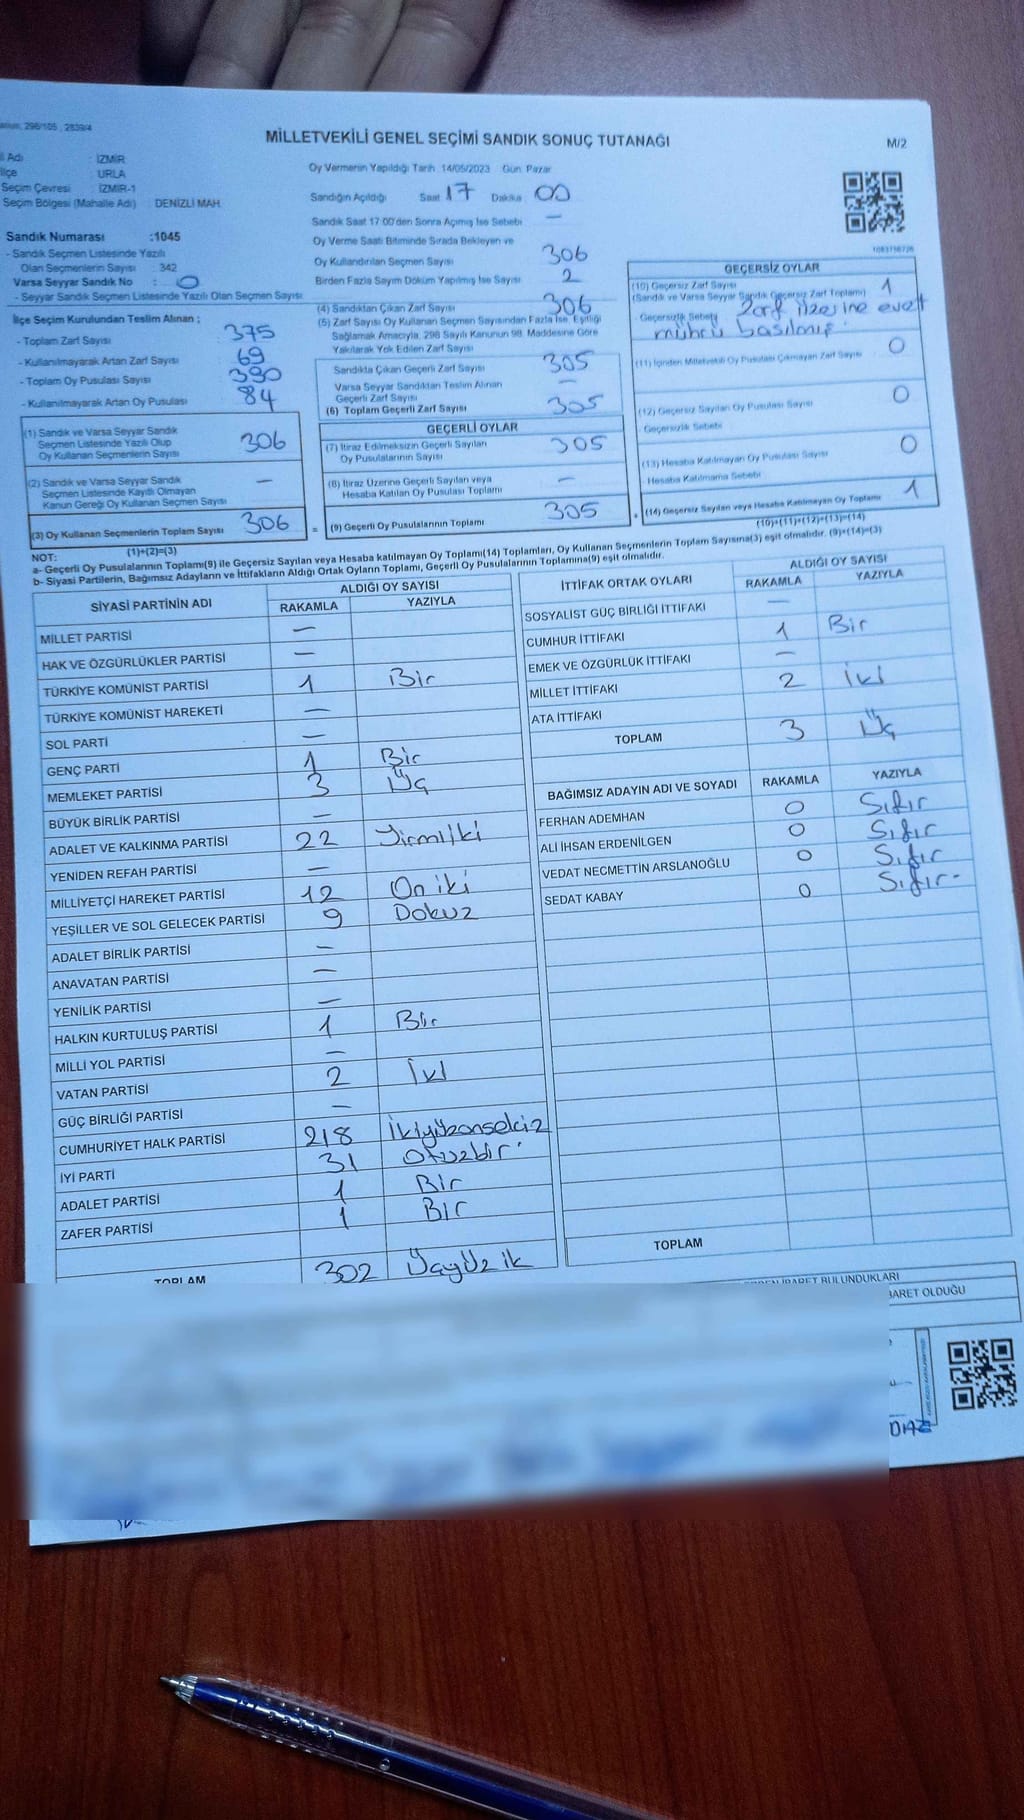 MİLLETVEKİLİ GENEL SEÇİMİ SANDIK SONUÇ TUTANAĞI
M/2
298/105 , 2839/4
İZMİR
URLA
Seçim Çevresi : İZMİR-1
Seçim Bölgesi (Mahalle Adı) : DENİZLİ MAH.
Sandık Numarası :1045
- Sandık Seçmen Listesinde Yazılı
Olan Seçmenlerin Sayısı : 342
Varsa Seyyar Sandık No : 0
- Seyyar Sandık Seçmen Listesinde Yazılı Olan Seçmen Sayısı
İlçe Seçim Kurulundan Teslim Alınan ;
- Toplam Zarf Sayısı : 375
- Kullanılmayarak Artan Zarf Sayısı : 69
- Toplam Oy Pusulası Sayısı : 390
- Kullanılmayarak Artan Oy Pusulası : 84
(1) Sandık ve Varsa Seyyar Sandık
Seçmen Listesinde Yazılı Olup
Oy Kullanan Seçmenlerin Sayısı 306
(2) Sandık ve Varsa Seyyar Sandık
Seçmen Listesinde Kayıtlı Olmayan
Kanun Gereği Oy Kullanan Seçmen Sayısı —
(3) Oy Kullanan Seçmenlerin Toplam Sayısı 306
(1)+(2)=(3)
Oy Vermenin Yapıldığı Tarih 14/05/2023 Gün Pazar
Sandığın Açıldığı Saat 17 Dakika 00
Sandık Saat 17:00'den Sonra Açılmış İse Sebebi —
Oy Verme Saati Bitiminde Sırada Bekleyen ve
Oy Kullandırılan Seçmen Sayısı 306
Birden Fazla Sayım Döküm Yapılmış İse Sayısı 2
(4) Sandıktan Çıkan Zarf Sayısı 306
(5) Zarf Sayısı Oy Kullanan Seçmen Sayısından Fazla İse, Eşitliği
Sağlamak Amacıyla, 298 Sayılı Kanunun 98. Maddesine Göre
Yakılarak Yok Edilen Zarf Sayısı
Sandıkta Çıkan Geçerli Zarf Sayısı 305
Varsa Seyyar Sandıktan Teslim Alınan
Geçerli Zarf Sayısı —
(6) Toplam Geçerli Zarf Sayısı 305
GEÇERLİ OYLAR
(7) İtiraz Edilmeksizin Geçerli Sayılan
Oy Pusulalarının Sayısı 305
(8) İtiraz Üzerine Geçerli Sayılan veya
Hesaba Katılan Oy Pusulası Toplamı —
= (9) Geçerli Oy Pusulalarının Toplamı 305
GEÇERSİZ OYLAR
(10) Geçersiz Zarf Sayısı 1
(Sandık ve Varsa Seyyar Sandık Geçersiz Zarf Toplamı)
Geçersizlik Sebebi Zarf üzerine evet
mührü basılmış.
(11) İçinden Milletvekili Oy Pusulası Çıkmayan Zarf Sayısı 0
(12) Geçersiz Sayılan Oy Pusulası Sayısı 0
Geçersizlik Sebebi
(13) Hesaba Katılmayan Oy Pusulası Sayısı 0
Hesaba Katılmama Sebebi
+ (14) Geçersiz Sayılan veya Hesaba Katılmayan Oy Toplamı 1
(10)+(11)+(12)+(13)=(14)
NOT:
a- Geçerli Oy Pusulalarının Toplamı(9) ile Geçersiz Sayılan veya Hesaba katılmayan Oy Toplamı(14) Toplamları, Oy Kullanan Seçmenlerin Toplam Sayısına(3) eşit olmalıdır. (9)+(14)=(3)
b- Siyasi Partilerin, Bağımsız Adayların ve İttifakların Aldığı Ortak Oyların Toplamı, Geçerli Oy Pusulalarının Toplamına(9) eşit olmalıdır.
SİYASİ PARTİNİN ADI
ALDIĞI OY SAYISI
RAKAMLA YAZIYLA
MİLLET PARTİSİ —
HAK VE ÖZGÜRLÜKLER PARTİSİ —
TÜRKİYE KOMÜNİST PARTİSİ 1 Bir
TÜRKİYE KOMÜNİST HAREKETİ —
SOL PARTİ —
GENÇ PARTİ 1 Bir
MEMLEKET PARTİSİ 3 Üç
BÜYÜK BİRLİK PARTİSİ —
ADALET VE KALKINMA PARTİSİ 22 Yirmiiki
YENİDEN REFAH PARTİSİ —
MİLLİYETÇİ HAREKET PARTİSİ 12 On iki
YEŞİLLER VE SOL GELECEK PARTİSİ 9 Dokuz
ADALET BİRLİK PARTİSİ —
ANAVATAN PARTİSİ —
YENİLİK PARTİSİ —
HALKIN KURTULUŞ PARTİSİ 1 Bir
MİLLİ YOL PARTİSİ —
VATAN PARTİSİ 2 İki
GÜÇ BİRLİĞİ PARTİSİ —
CUMHURİYET HALK PARTİSİ 218 İkiyüzonsekiz
İYİ PARTİ 31 Otuzbir
ADALET PARTİSİ 1 Bir
ZAFER PARTİSİ 1 Bir
TOPLAM 302 Üçyüz ik
İTTİFAK ORTAK OYLARI
ALDIĞI OY SAYISI
RAKAMLA YAZIYLA
SOSYALİST GÜÇ BİRLİĞİ İTTİFAKI —
CUMHUR İTTİFAKI 1 Bir
EMEK VE ÖZGÜRLÜK İTTİFAKI —
MİLLET İTTİFAKI 2 İki
ATA İTTİFAKI
TOPLAM 3 Üç
BAĞIMSIZ ADAYIN ADI VE SOYADI RAKAMLA YAZIYLA
FERHAN ADEMHAN 0 Sıfır
ALİ İHSAN ERDENİLGEN 0 Sıfır
VEDAT NECMETTİN ARSLANOĞLU 0 Sıfır
SEDAT KABAY 0 Sıfır-
TOPLAM
İBARET BULUNDUKLARI
BARET OLDUĞU